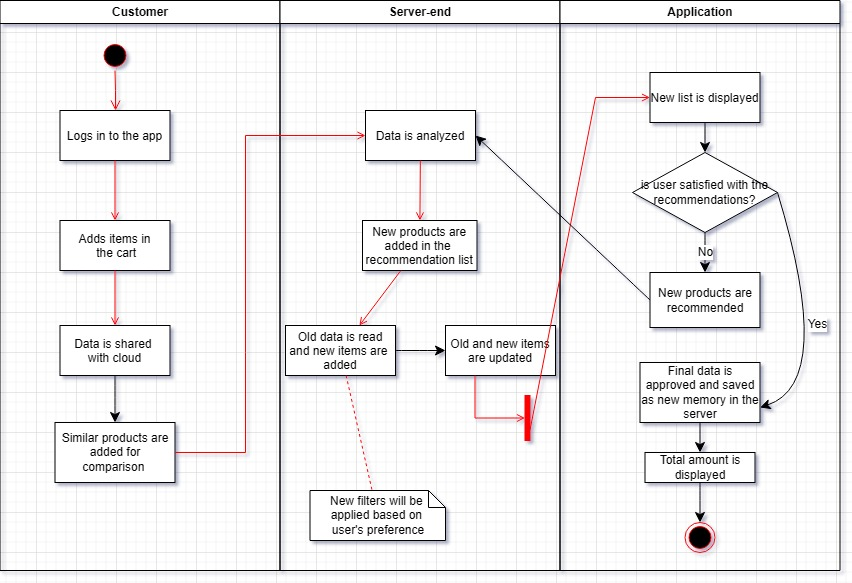 Customer
Server-end
Application
Logs in to the app
Adds items in
the cart
Data is shared
with cloud
Similar products are
added for
comparison
Data is analyzed
New products are
added in the
recommendation list
Old data is read
and new items are
added
Old and new items
are updated
New filters will be
applied based on
user's preference
New list is displayed
is user satisfied with the
recommendations?
No
New products are
recommended
Yes
Final data is
approved and saved
as new memory in the
server
Total amount is
displayed